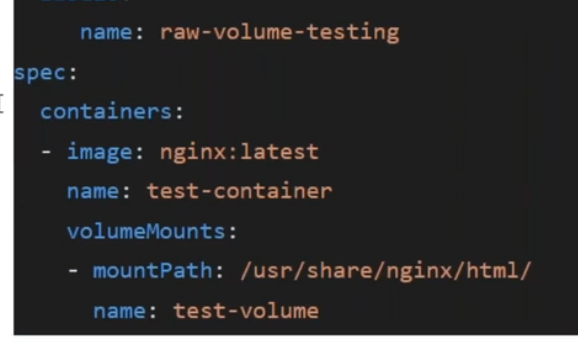 name: raw-volume-testing
spec:
containers:
- image: nginx:latest
name: test-container
volumeMounts:
- mountPath: /usr/share/nginx/html/
name: test-volume